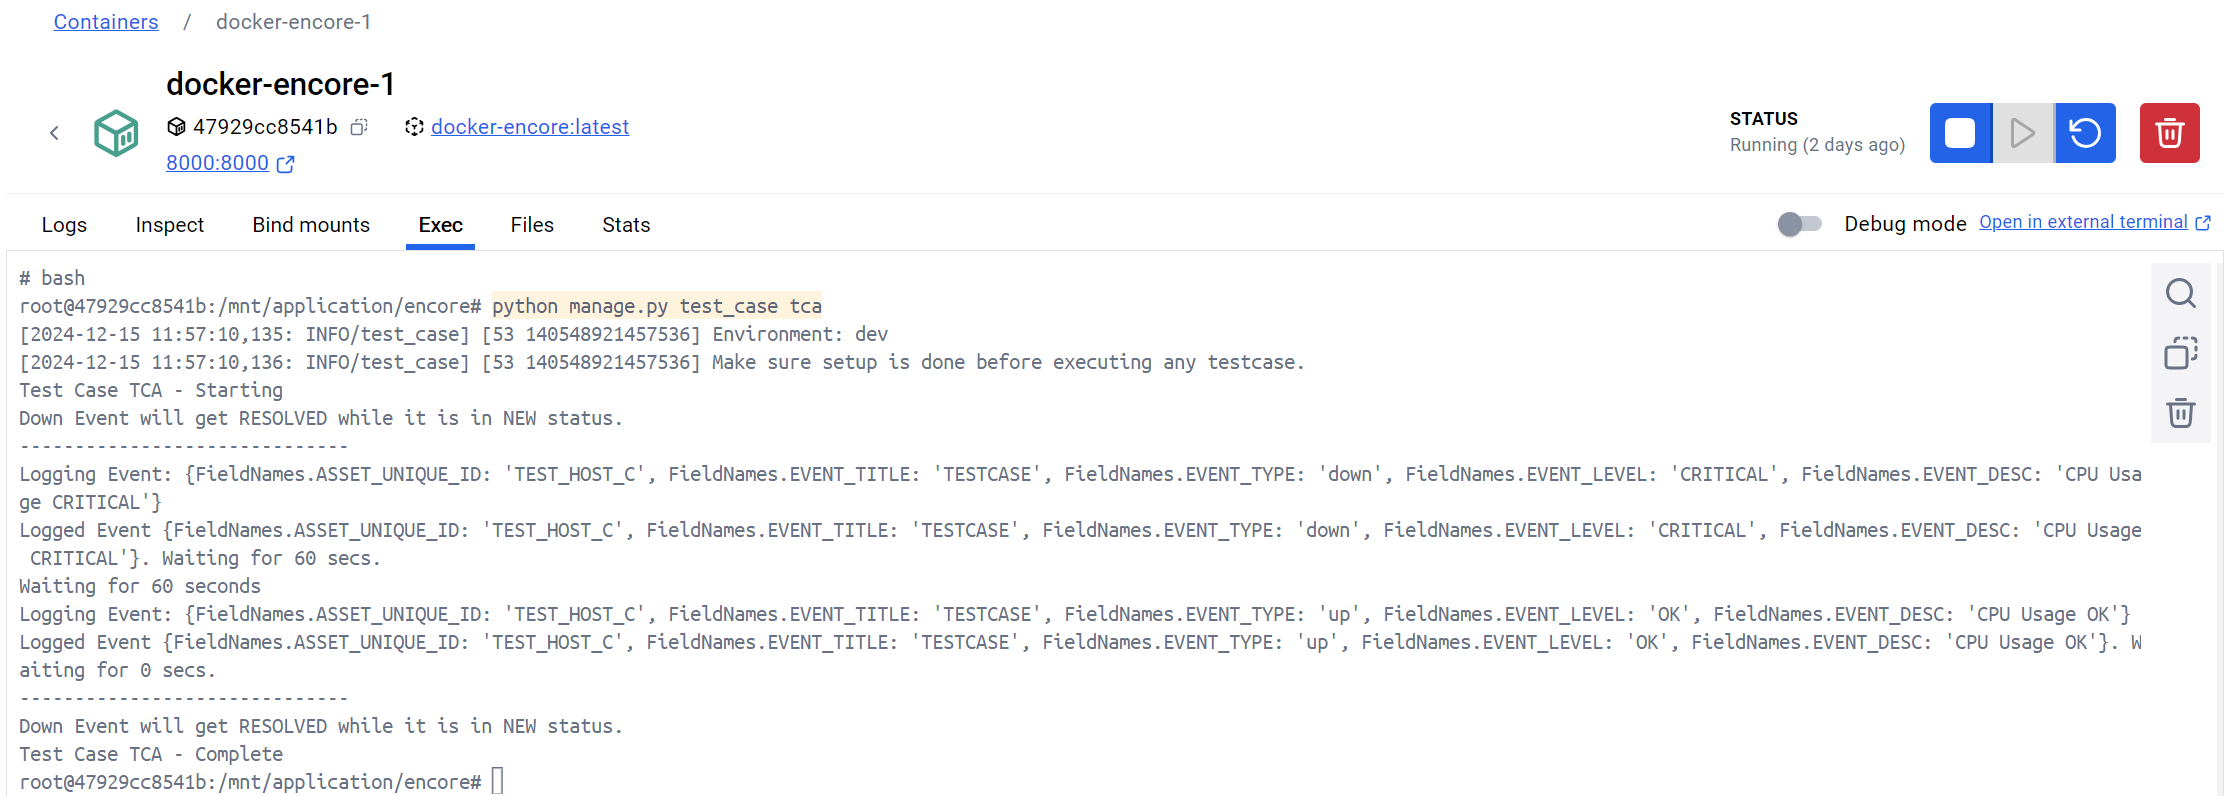 Containers / docker-encore-1
docker-encore-1
47929cc8541b docker-encore:latest
8000:8000
STATUS
Running (2 days ago)
Logs Inspect Bind mounts Exec Files Stats
Debug mode Open in external terminal
# bash
root@47929cc8541b:/mnt/application/encore# python manage.py test_case tca
[2024-12-15 11:57:10,135: INFO/test_case] [53 140548921457536] Environment: dev
[2024-12-15 11:57:10,136: INFO/test_case] [53 140548921457536] Make sure setup is done before executing any testcase.
Test Case TCA - Starting
Down Event will get RESOLVED while it is in NEW status.
------------------------------
Logging Event: {FieldNames.ASSET_UNIQUE_ID: 'TEST_HOST_C', FieldNames.EVENT_TITLE: 'TESTCASE', FieldNames.EVENT_TYPE: 'down', FieldNames.EVENT_LEVEL: 'CRITICAL', FieldNames.EVENT_DESC: 'CPU Usa
ge CRITICAL'}
Logged Event {FieldNames.ASSET_UNIQUE_ID: 'TEST_HOST_C', FieldNames.EVENT_TITLE: 'TESTCASE', FieldNames.EVENT_TYPE: 'down', FieldNames.EVENT_LEVEL: 'CRITICAL', FieldNames.EVENT_DESC: 'CPU Usage
 CRITICAL'}. Waiting for 60 secs.
Waiting for 60 seconds
Logging Event: {FieldNames.ASSET_UNIQUE_ID: 'TEST_HOST_C', FieldNames.EVENT_TITLE: 'TESTCASE', FieldNames.EVENT_TYPE: 'up', FieldNames.EVENT_LEVEL: 'OK', FieldNames.EVENT_DESC: 'CPU Usage OK'}
Logged Event {FieldNames.ASSET_UNIQUE_ID: 'TEST_HOST_C', FieldNames.EVENT_TITLE: 'TESTCASE', FieldNames.EVENT_TYPE: 'up', FieldNames.EVENT_LEVEL: 'OK', FieldNames.EVENT_DESC: 'CPU Usage OK'}. W
aiting for 0 secs.
------------------------------
Down Event will get RESOLVED while it is in NEW status.
Test Case TCA - Complete
root@47929cc8541b:/mnt/application/encore#